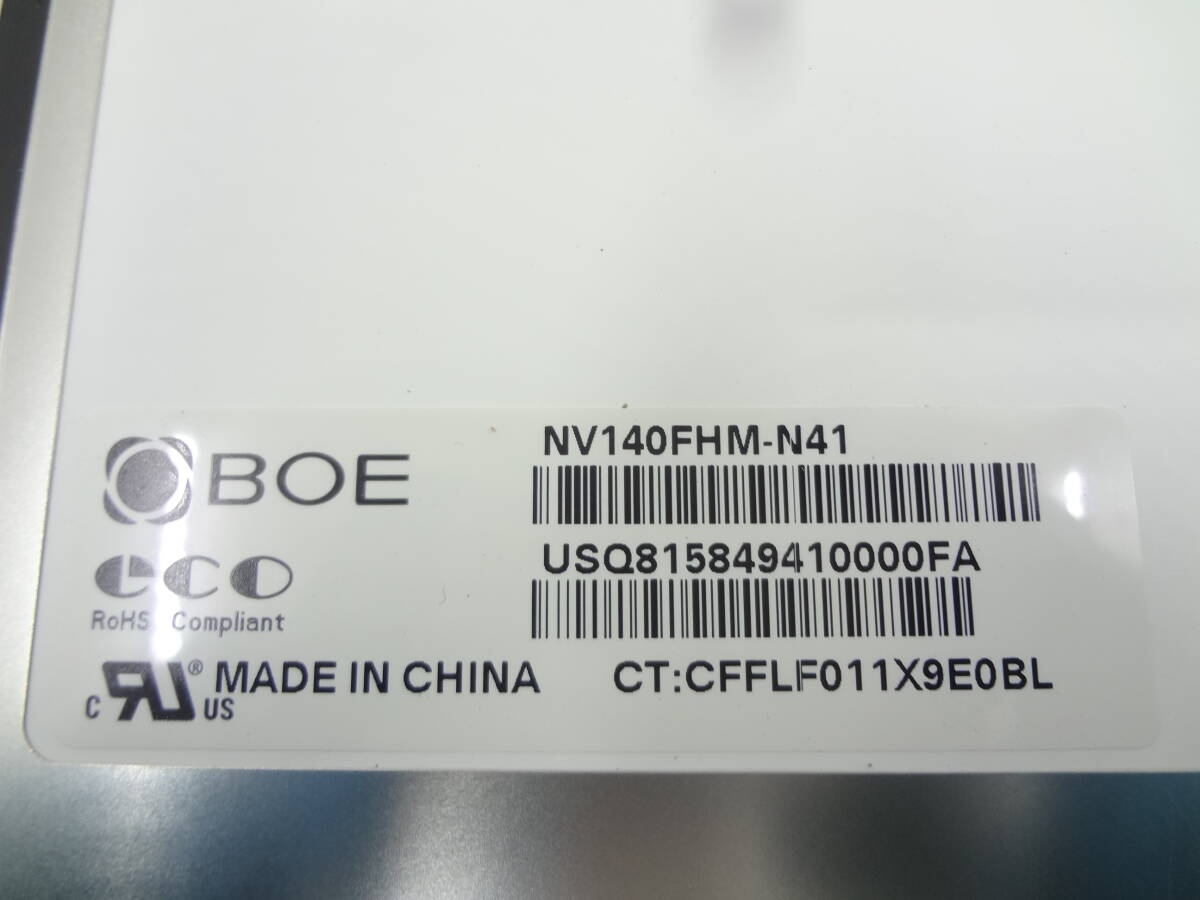 BOE
NV140FHM-N41
USQ815849410000FA
RoHS Compliant
MADE IN CHINA
C US ®
CT:CFFLF011X9E0BL